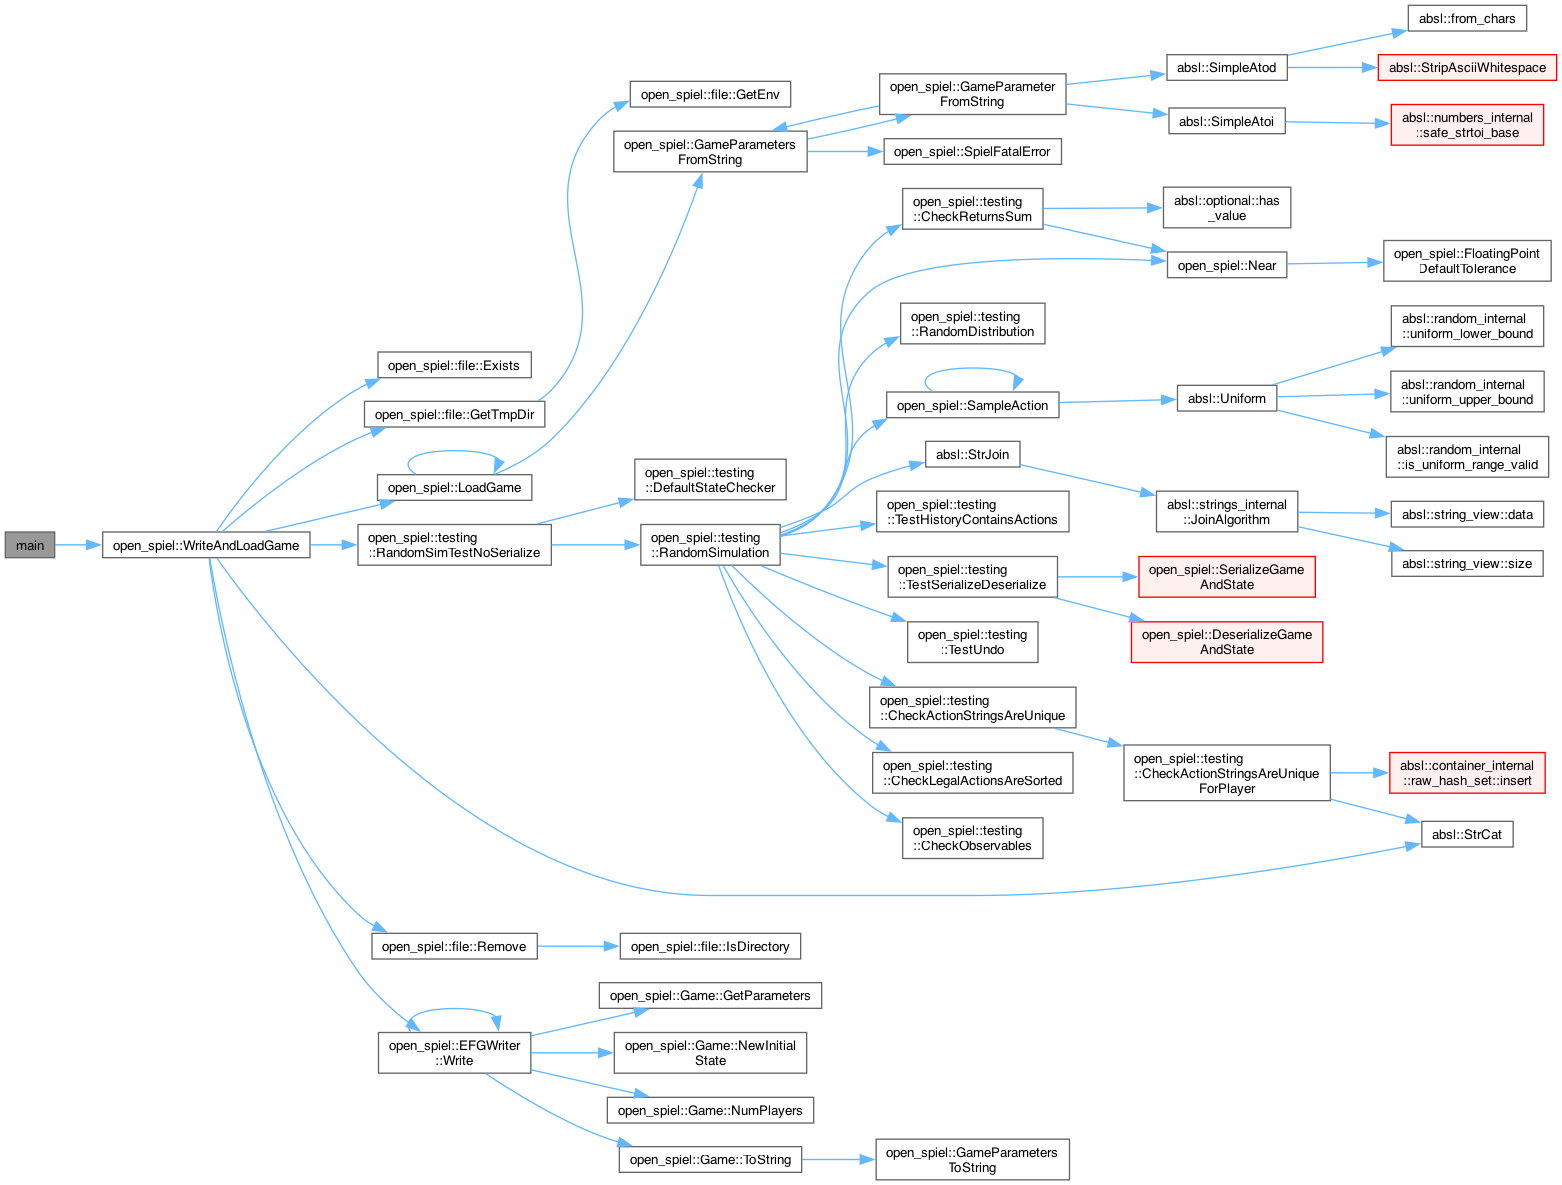 main
open_spiel::WriteAndLoadGame
open_spiel::file::Exists
open_spiel::file::GetTmpDir
open_spiel::LoadGame
open_spiel::testing
::RandomSimTestNoSerialize
open_spiel::file::Remove
open_spiel::EFGWriter
::Write
open_spiel::file::GetEnv
open_spiel::GameParameters
FromString
open_spiel::testing
::DefaultStateChecker
open_spiel::testing
::RandomSimulation
open_spiel::file::IsDirectory
open_spiel::Game::GetParameters
open_spiel::Game::NewInitial
State
open_spiel::Game::NumPlayers
open_spiel::Game::ToString
open_spiel::GameParameter
FromString
open_spiel::SpielFatalError
open_spiel::testing
::CheckReturnsSum
open_spiel::testing
::RandomDistribution
open_spiel::SampleAction
absl::StrJoin
open_spiel::testing
::TestHistoryContainsActions
open_spiel::testing
::TestSerializeDeserialize
open_spiel::testing
::TestUndo
open_spiel::testing
::CheckActionStringsAreUnique
open_spiel::testing
::CheckLegalActionsAreSorted
open_spiel::testing
::CheckObservables
open_spiel::GameParameters
ToString
absl::SimpleAtod
absl::SimpleAtoi
absl::optional::has
_value
open_spiel::Near
absl::Uniform
absl::strings_internal
::JoinAlgorithm
open_spiel::SerializeGame
AndState
open_spiel::DeserializeGame
AndState
open_spiel::testing
::CheckActionStringsAreUnique
ForPlayer
absl::from_chars
absl::StripAsciiWhitespace
absl::numbers_internal
::safe_strtoi_base
open_spiel::FloatingPoint
DefaultTolerance
absl::random_internal
::uniform_lower_bound
absl::random_internal
::uniform_upper_bound
absl::random_internal
::is_uniform_range_valid
absl::string_view::data
absl::string_view::size
absl::container_internal
::raw_hash_set::insert
absl::StrCat